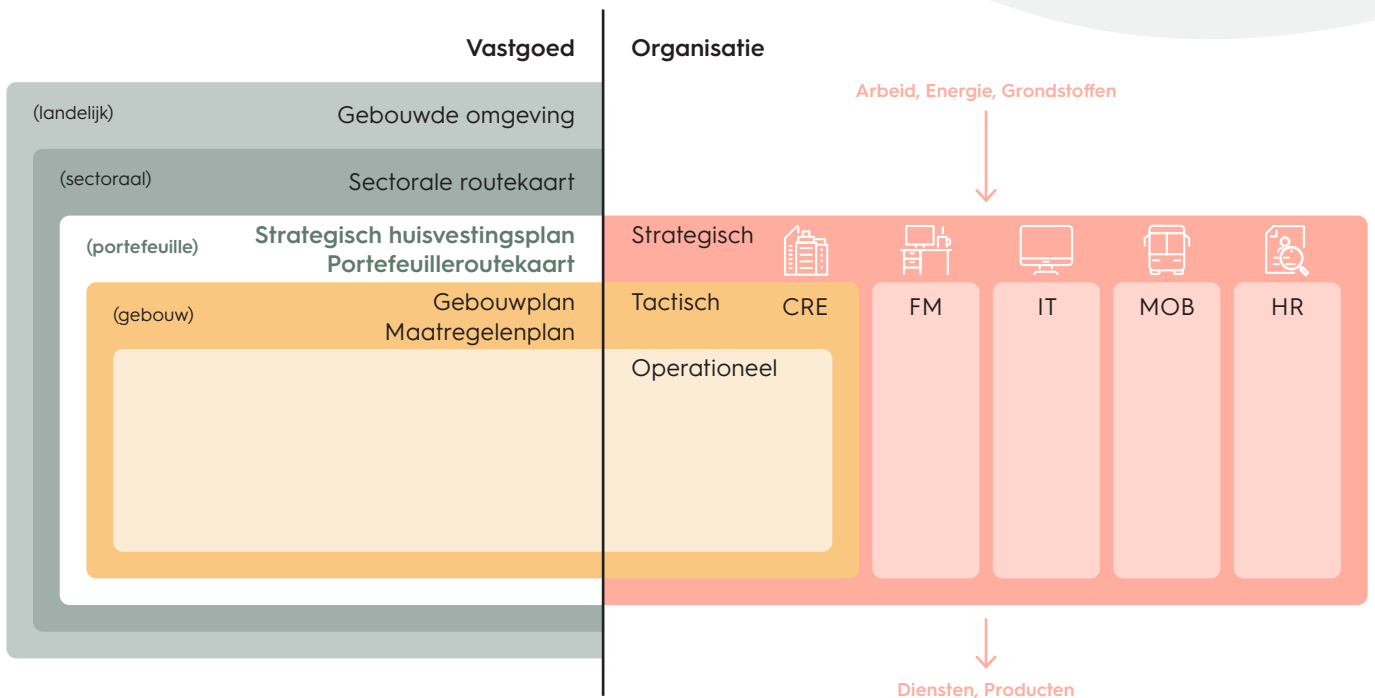 Vastgoed
Organisatie
Arbeid, Energie, Grondstoffen
(landelijk)
Gebouwde omgeving
(sectoraal)
Sectorale routekaart
(portefeuille)
Strategisch huisvestingsplan
Portefeuilleroutekaart
Strategisch
(gebouw)
Gebouwplan
Maatregelenplan
Tactisch
CRE
FM
IT
MOB
HR
Operationeel
Diensten, Producten